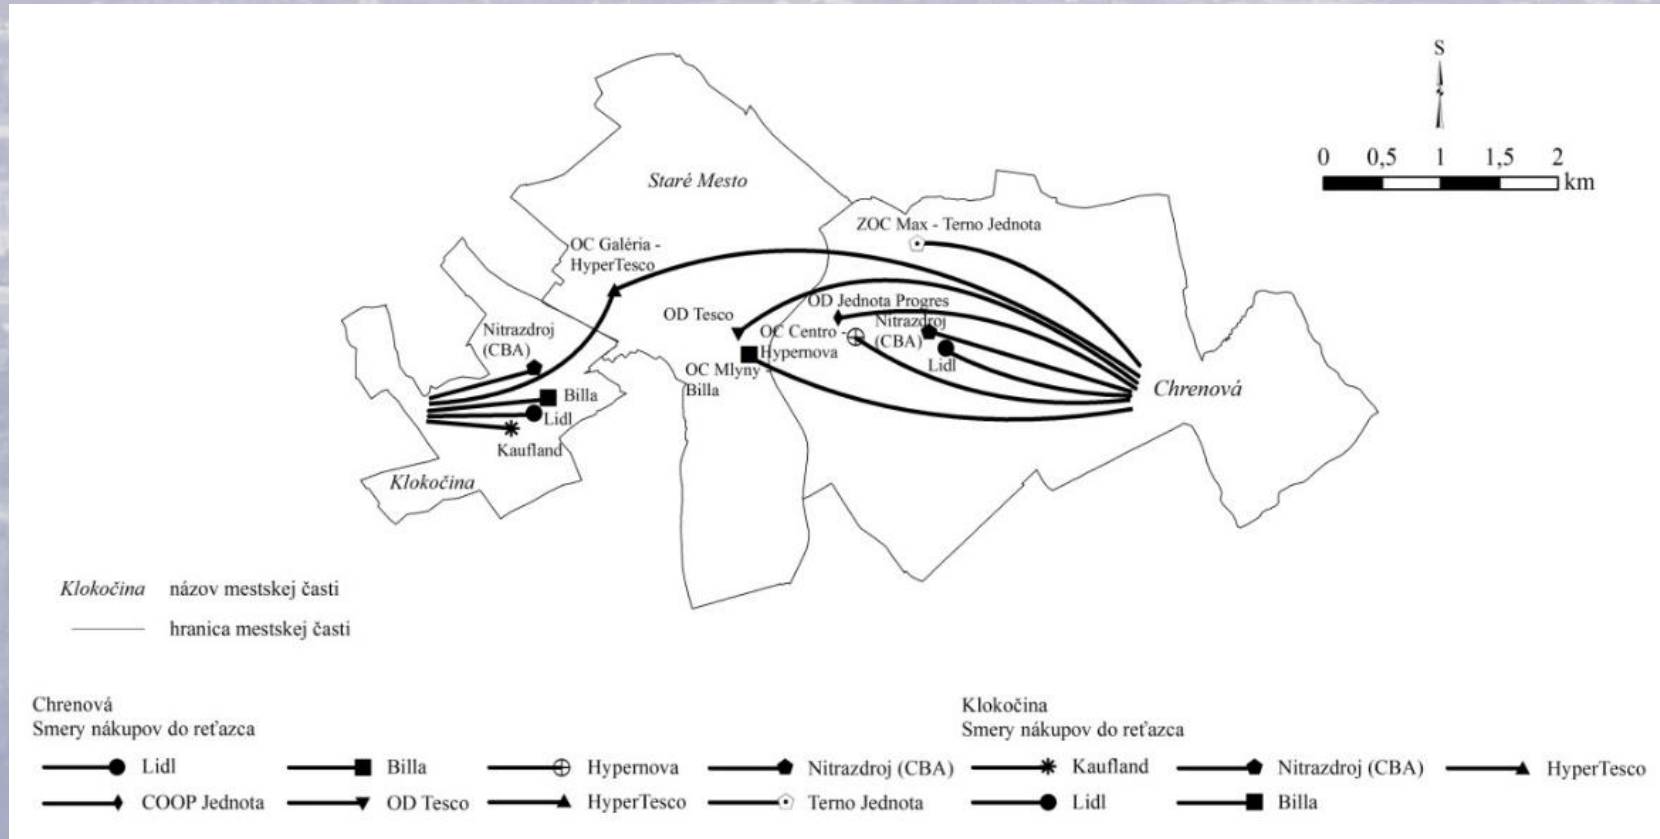 S
0 0,5 1 1,5 2
km
Staré Mesto
ZOC Max - Terno Jednota
OC Galéria -
HyperTesco
OD Jednota Progres
OD Tesco
Nitrazdroj
(CBA)
OC Centro -
Hypernova
Nitrazdroj
(CBA)
Lidl
OC Mlyny -
Billa
Chrenová
Billa
Lidl
Kaufland
Klokočina
Klokočina názov mestskej časti
hranica mestskej časti
Chrenová
Smery nákupov do reťazca
Lidl Billa Hypernova Nitrazdroj (CBA)
COOP Jednota OD Tesco HyperTesco Terno Jednota
Klokočina
Smery nákupov do reťazca
Kaufland Nitrazdroj (CBA) HyperTesco
Lidl Billa